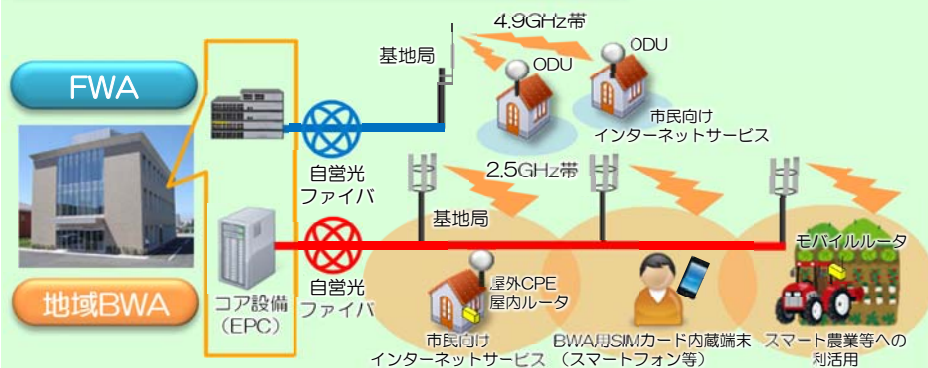 FWA
地域BWA
コア設備
(EPC)
自営光
ファイバ
基地局
4.9GHz帯
ODU
ODU
市民向け
インターネットサービス
自営光
ファイバ
基地局
2.5GHz帯
屋外CPE
屋内ルータ
市民向け
インターネットサービス
BWA用SIMカード内蔵端末
(スマートフォン等)
モバイルルータ
スマート農業等への
利活用